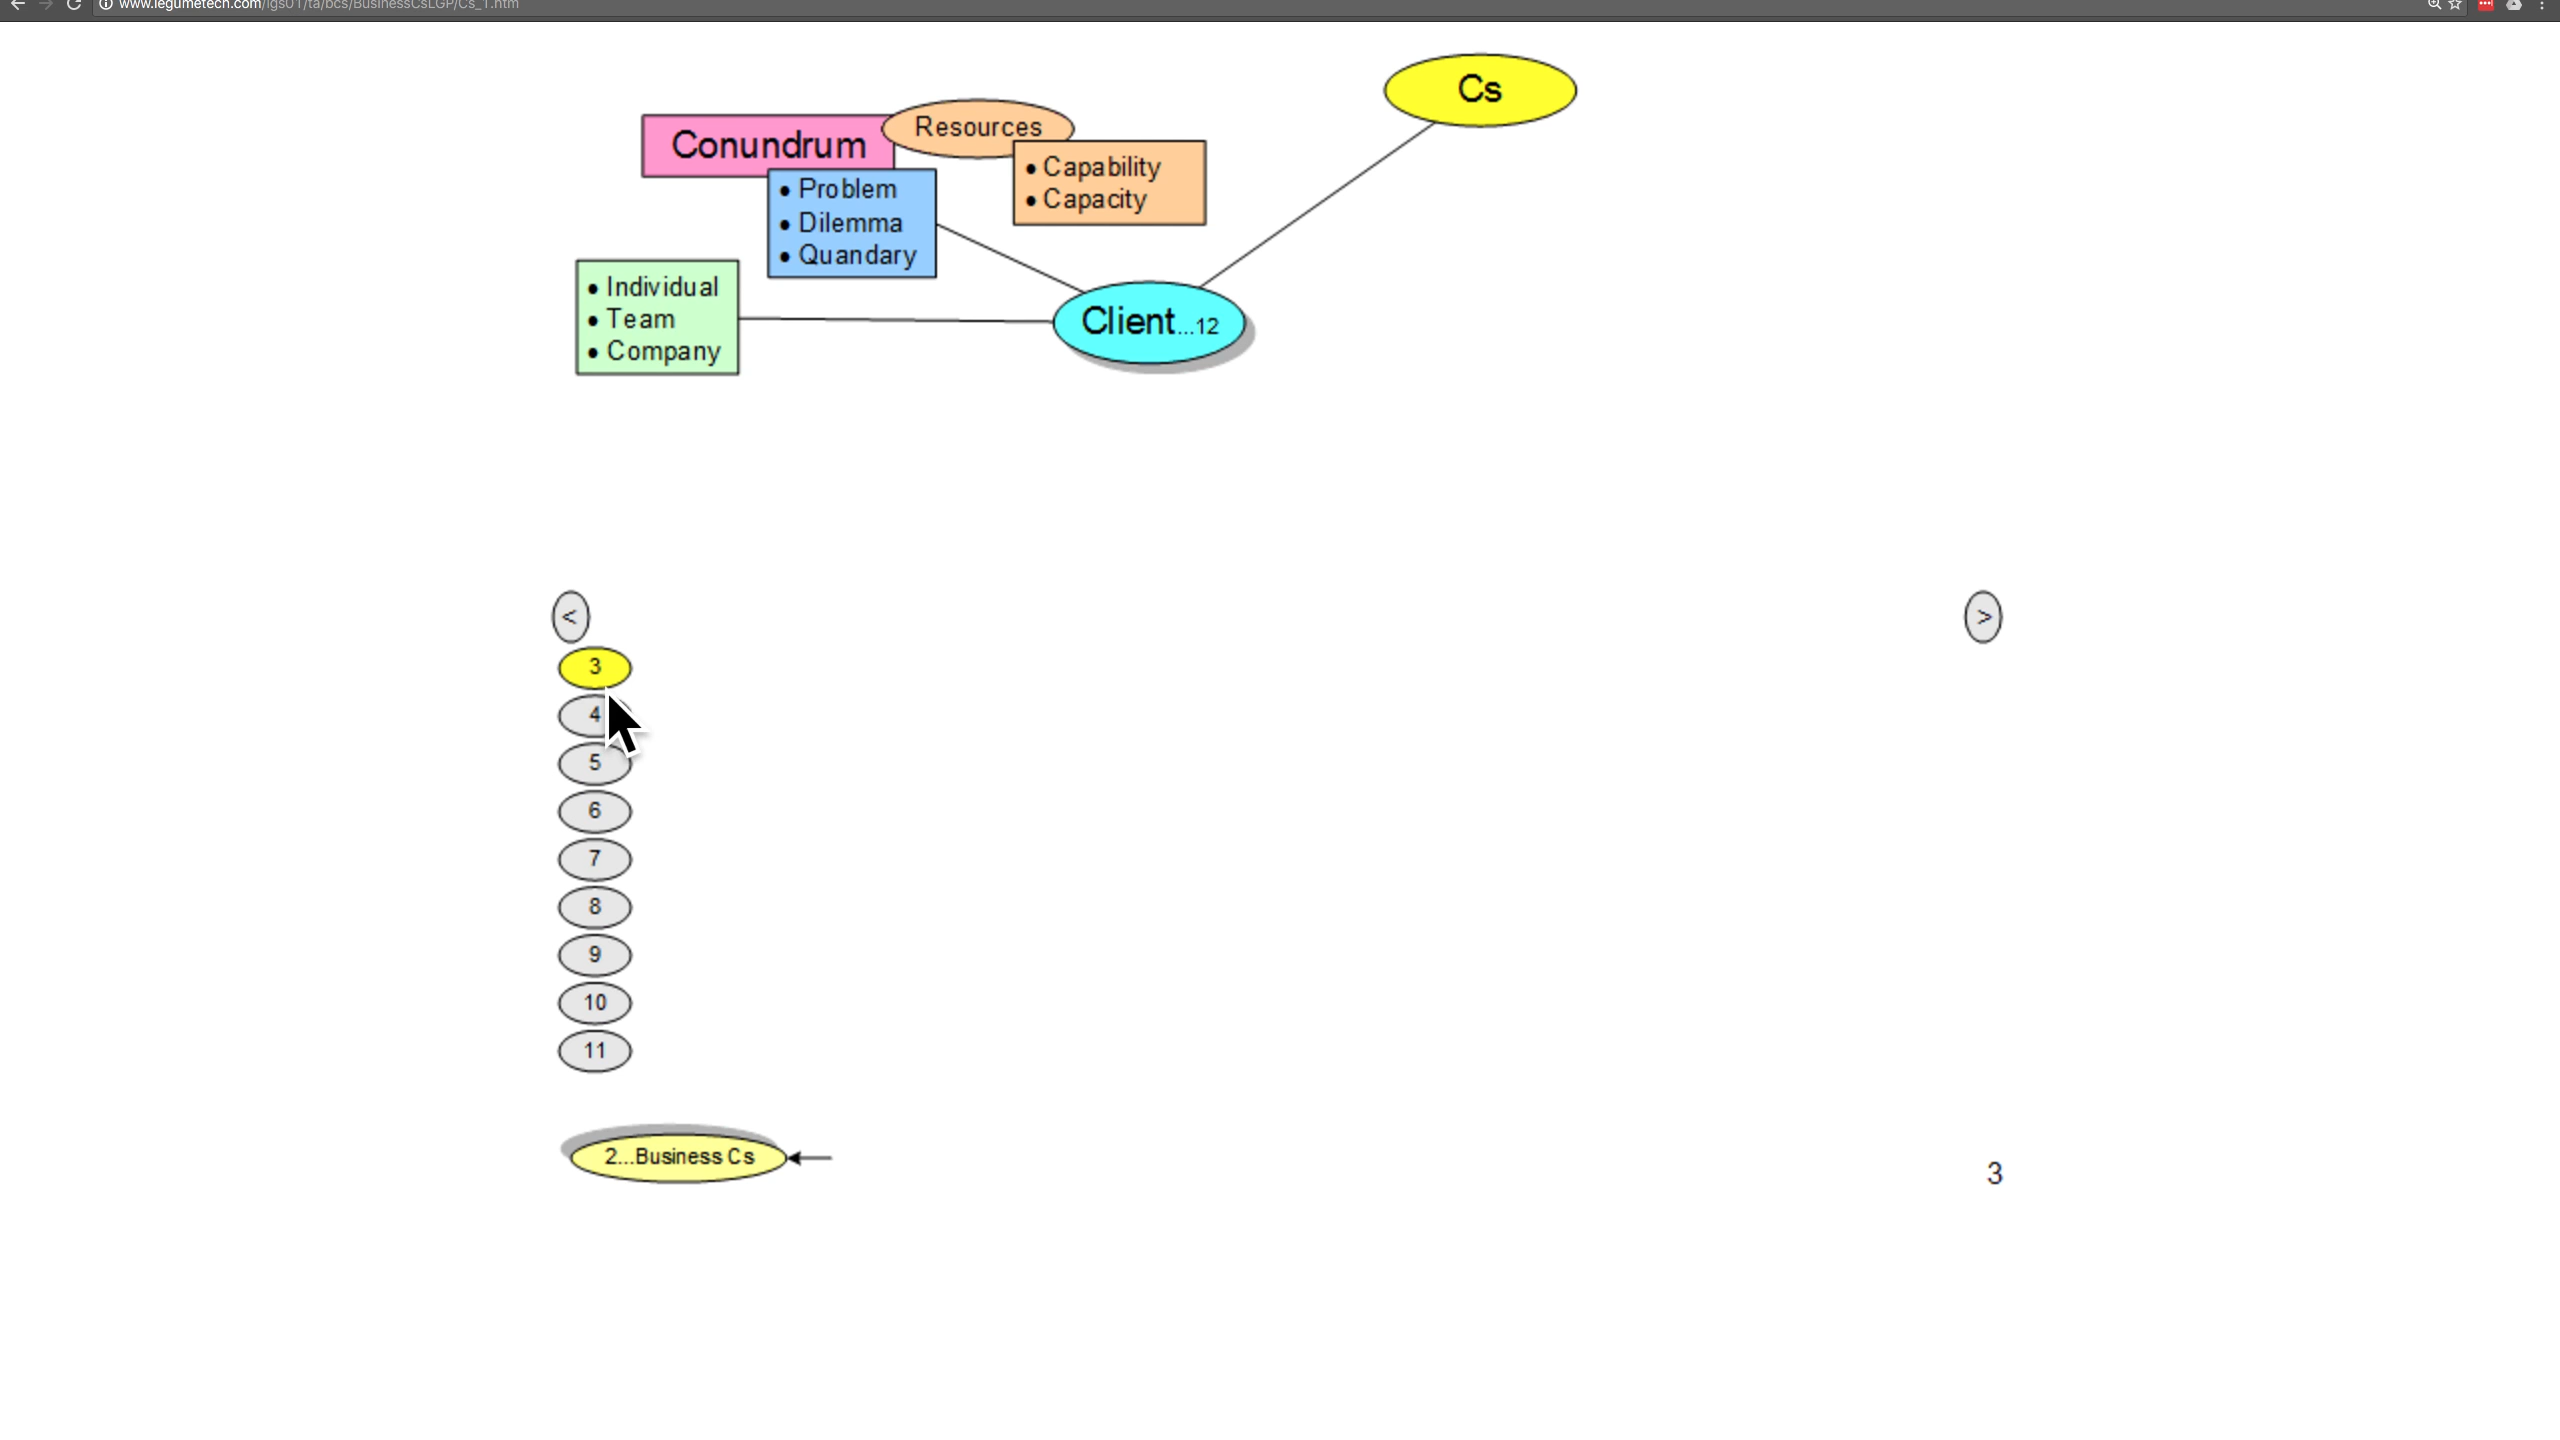 www.legumetech.com/lgs01/ta/bcs/BusinessCsLGP/Cs_1.htm
Cs
Resources
Conundrum
• Capability
• Capacity
• Problem
• Dilemma
• Quandary
• Individual
• Team
• Company
Client...12
<
>
3
4
5
6
7
8
9
10
11
2...Business Cs
3